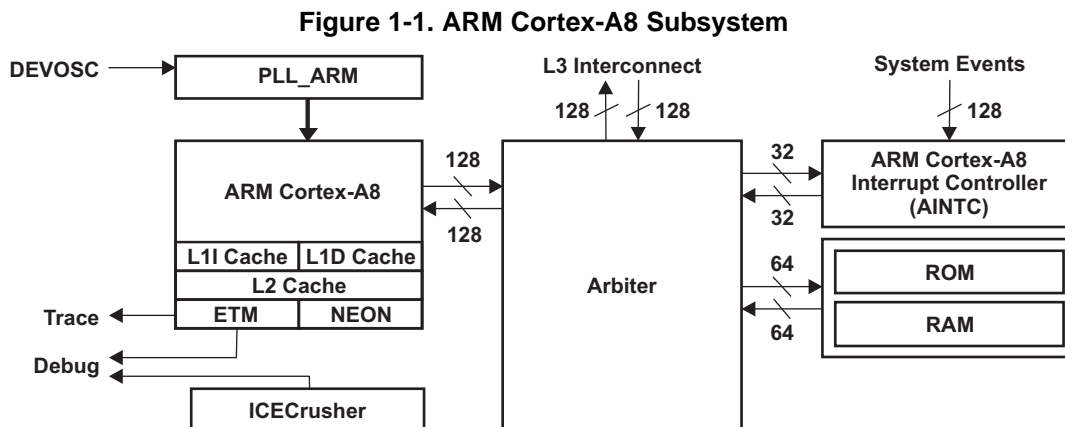 Figure 1-1. ARM Cortex-A8 Subsystem
DEVOSC
PLL_ARM
L3 Interconnect
System Events
128
128
128
ARM Cortex-A8
128
128
L1I Cache
L1D Cache
L2 Cache
ETM
NEON
Trace
Debug
ICECrusher
Arbiter
32
32
ARM Cortex-A8
Interrupt Controller
(AINTC)
64
64
ROM
RAM